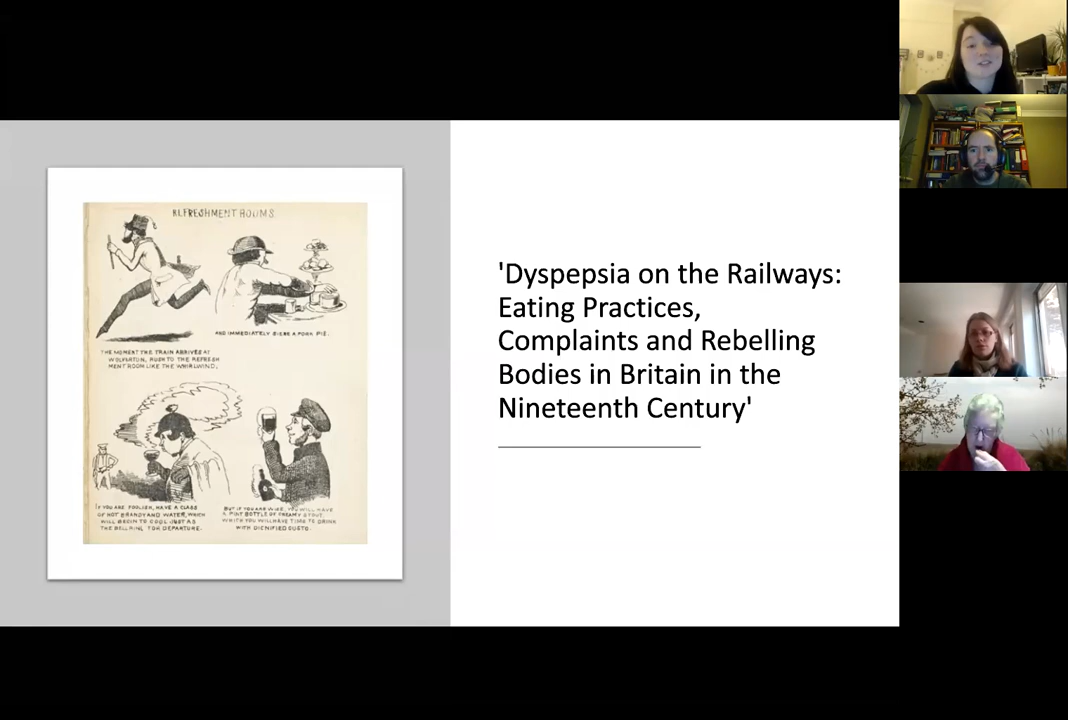 REFRESHMENT ROOMS
AND IMMEDIATELY SIEZE A PORK PIE.
THE MOMENT THE TRAIN ARRIVES AT
WOLVERTON, RUSH TO THE REFRESH
MENT ROOM LIKE THE WHIRLWIND,
IF YOU ARE FOOLISH, HAVE A GLASS
OF HOT BRANDY AND WATER, WHICH
WILL BEGIN TO COOL JUST AS
THE BELL RING FOR DEPARTURE.
BUT IF YOU ARE WISE, YOU WILL HAVE
A PINT BOTTLE OF CREAMY STOUT
WHICH YOU WILL HAVE TIME TO DRINK
WITH DIGNIFIED GUSTO.
'Dyspepsia on the Railways:
Eating Practices,
Complaints and Rebelling
Bodies in Britain in the
Nineteenth Century'